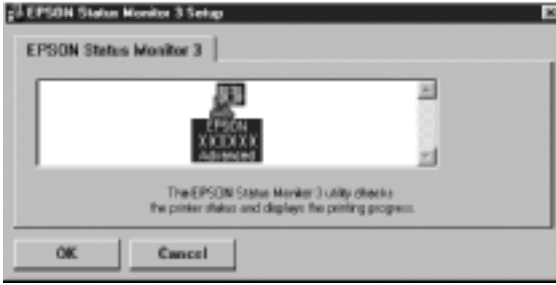 EPSON Status Monitor 3 Setup
EPSON Status Monitor 3
EPSON
XXXXXX
Advanced
The EPSON Status Monitor 3 utility checks
the printer status and displays the printing progress.
OK
Cancel